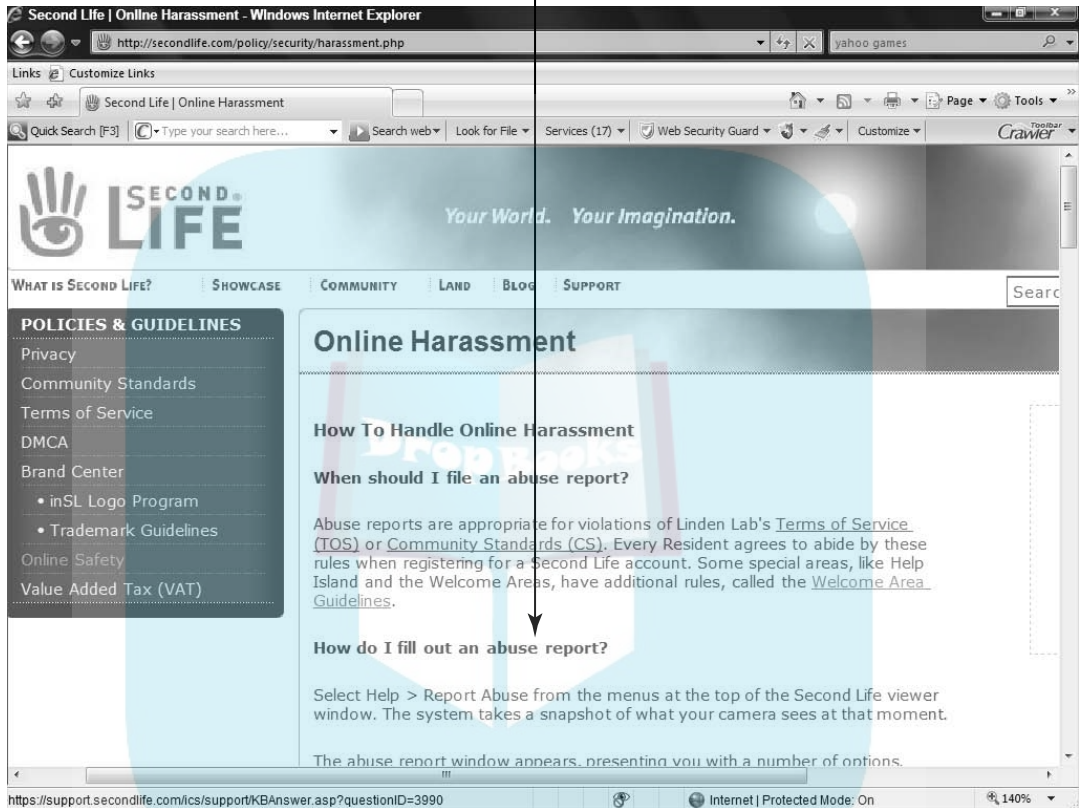 Second Life | Online Harassment - Windows Internet Explorer
http://secondlife.com/policy/security/harassment.php
yahoo games
Links Customize Links
Second Life | Online Harassment
Page Tools »
Quick Search [F3] Type your search here... Search web Look for File Services (17) Web Security Guard Customize Crawler Toolbar
SECOND LIFE
Your World. Your Imagination.
WHAT IS SECOND LIFE? SHOWCASE COMMUNITY LAND BLOG SUPPORT
Searc
POLICIES & GUIDELINES
Privacy
Community Standards
Terms of Service
DMCA
Brand Center
• inSL Logo Program
• Trademark Guidelines
Online Safety
Value Added Tax (VAT)
Online Harassment
Drop Books
How To Handle Online Harassment
When should I file an abuse report?
Abuse reports are appropriate for violations of Linden Lab's Terms of Service
(TOS) or Community Standards (CS). Every Resident agrees to abide by these
rules when registering for a Second Life account. Some special areas, like Help
Island and the Welcome Areas, have additional rules, called the Welcome Area
Guidelines.
How do I fill out an abuse report?
Select Help > Report Abuse from the menus at the top of the Second Life viewer
window. The system takes a snapshot of what your camera sees at that moment.
The abuse report window appears, presenting you with a number of options.
https://support.secondlife.com/ics/support/KBAnswer.asp?questionID=3990
Internet | Protected Mode: On
140%